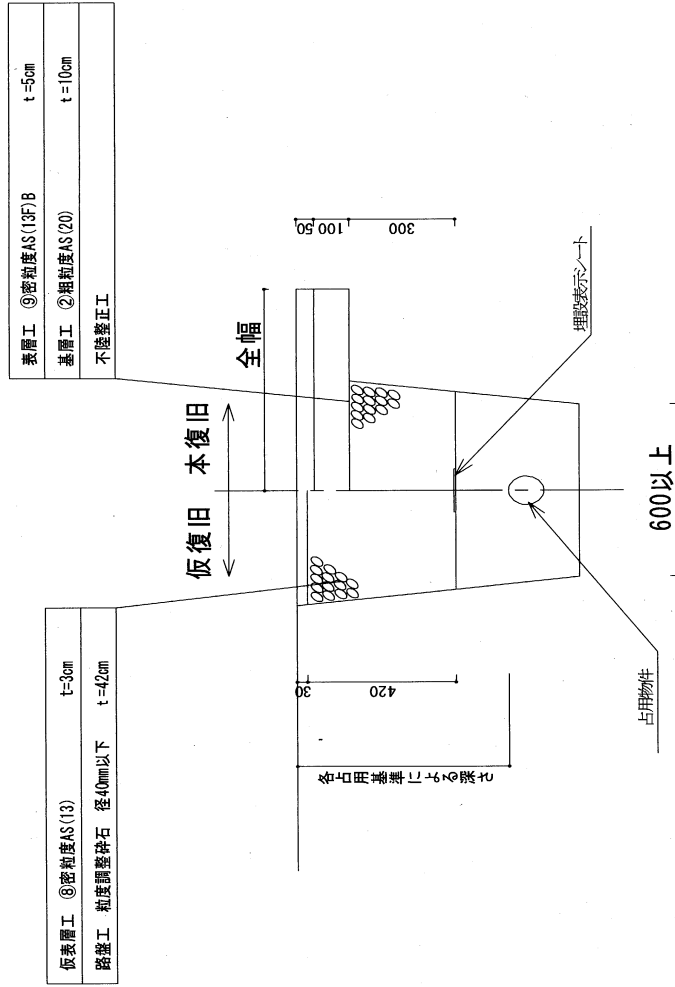 仮表層工 ⑧密粒度AS(13) t=3cm
路盤工 粒度調整砕石 径40mm以下 t=42cm
表層工 ⑨密粒度AS(13F)B t=5cm
基層工 ②粗粒度AS(20) t=10cm
不陸整正工
仮復旧 本復旧
全幅
30
420
各占用基準による深さ
50
100
300
埋設表示シート
占用物件
600以上